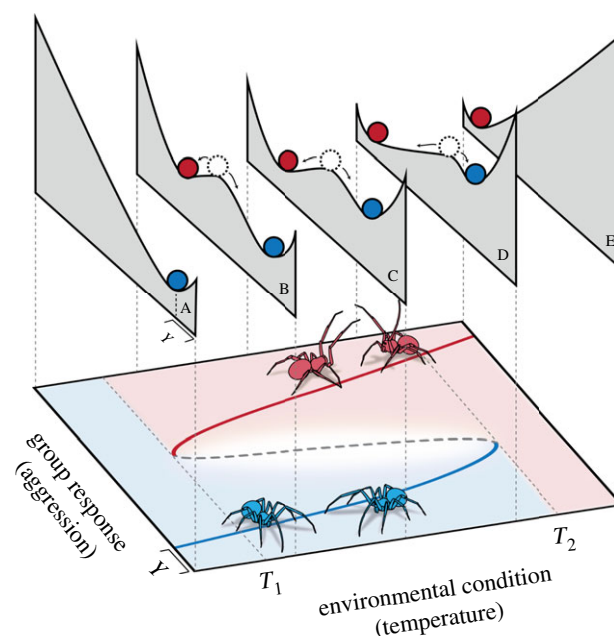 A
B
C
D
E
Y
group response
(aggression)
Y
T1
T2
environmental condition
(temperature)